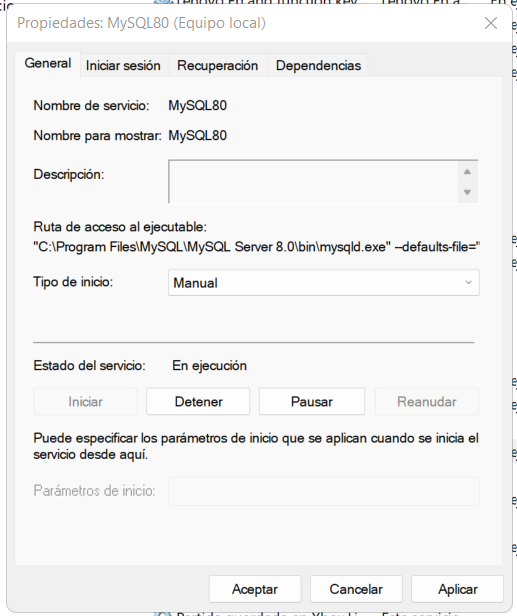 Propiedades: MySQL80 (Equipo local)
General Iniciar sesión Recuperación Dependencias
Nombre de servicio: MySQL80
Nombre para mostrar: MySQL80
Descripción:
Ruta de acceso al ejecutable:
"C:\Program Files\MySQL\MySQL Server 8.0\bin\mysqld.exe" --defaults-file="
Tipo de inicio: Manual
Estado del servicio: En ejecución
Iniciar Detener Pausar Reanudar
Puede especificar los parámetros de inicio que se aplican cuando se inicia el
servicio desde aquí.
Parámetros de inicio:
Aceptar Cancelar Aplicar